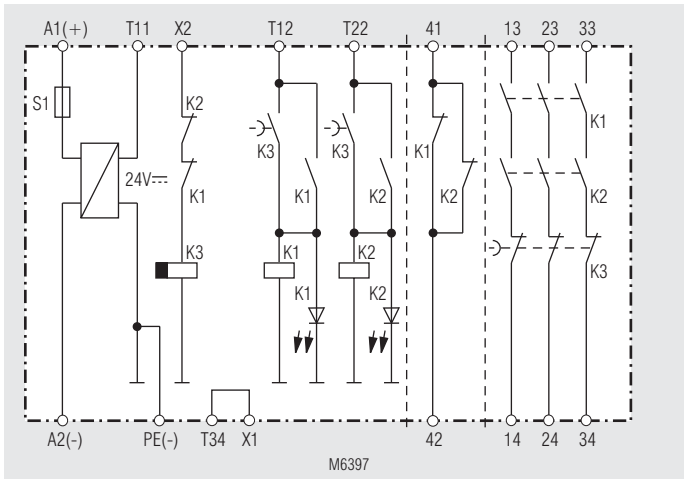 A1(+) T11 X2 T12 T22 41 13 23 33
S1
K2
K3 K3 K1 K1
24V
K1 K1 K2 K2 K2
K3 K1 K2 K3
K1 K2
A2(-) PE(-) T34 X1 42 14 24 34
M6397